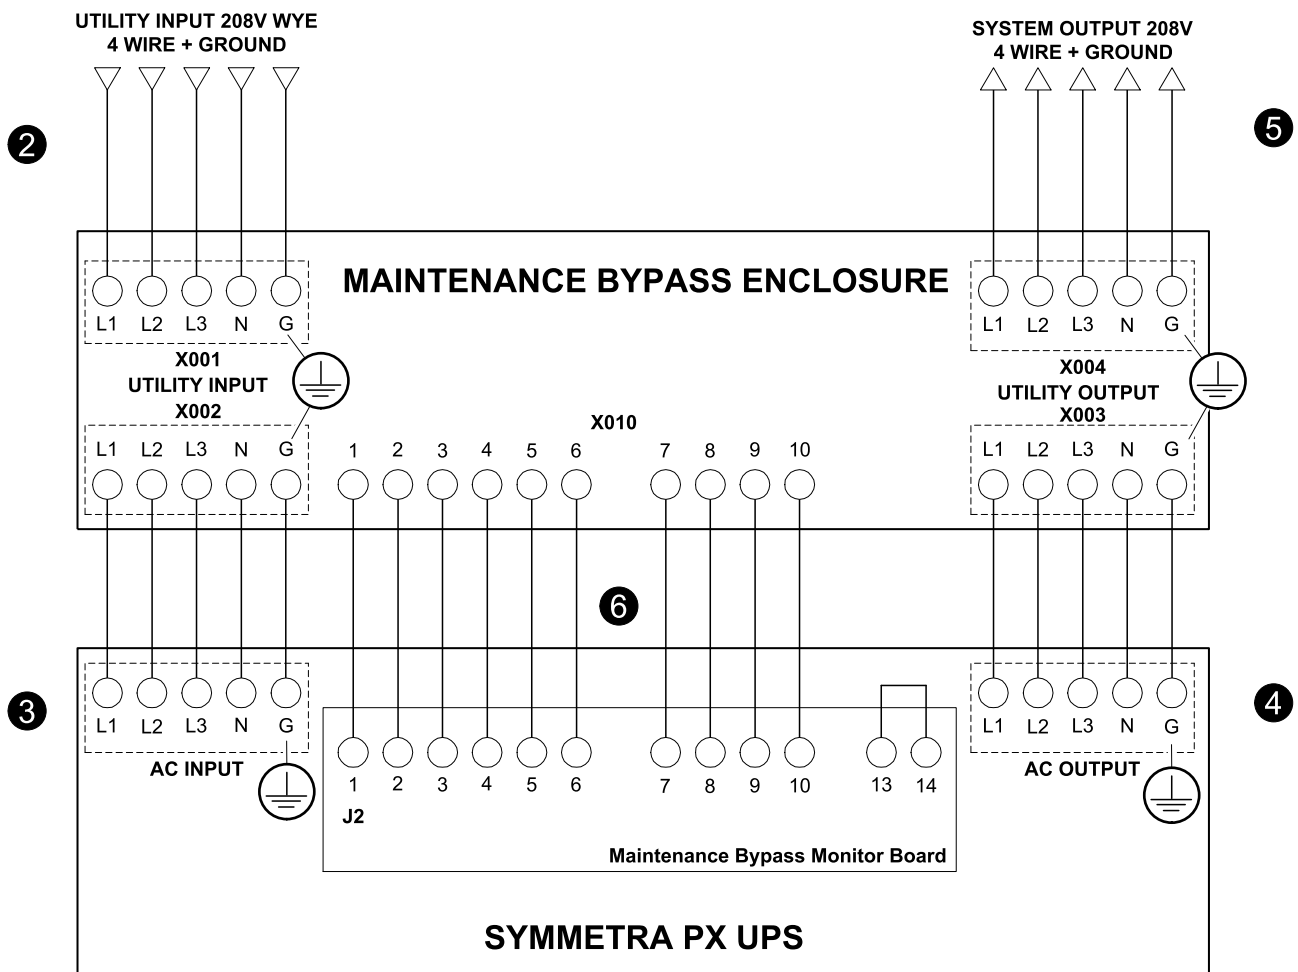 UTILITY INPUT 208V WYE
4 WIRE + GROUND
SYSTEM OUTPUT 208V
4 WIRE + GROUND
2
5
MAINTENANCE BYPASS ENCLOSURE
L1 L2 L3 N G
L1 L2 L3 N G
X001
UTILITY INPUT
X002
X004
UTILITY OUTPUT
X003
X010
L1 L2 L3 N G
1 2 3 4 5 6 7 8 9 10
L1 L2 L3 N G
6
3
4
L1 L2 L3 N G
L1 L2 L3 N G
AC INPUT
AC OUTPUT
1 2 3 4 5 6 7 8 9 10 13 14
J2
Maintenance Bypass Monitor Board
SYMMETRA PX UPS